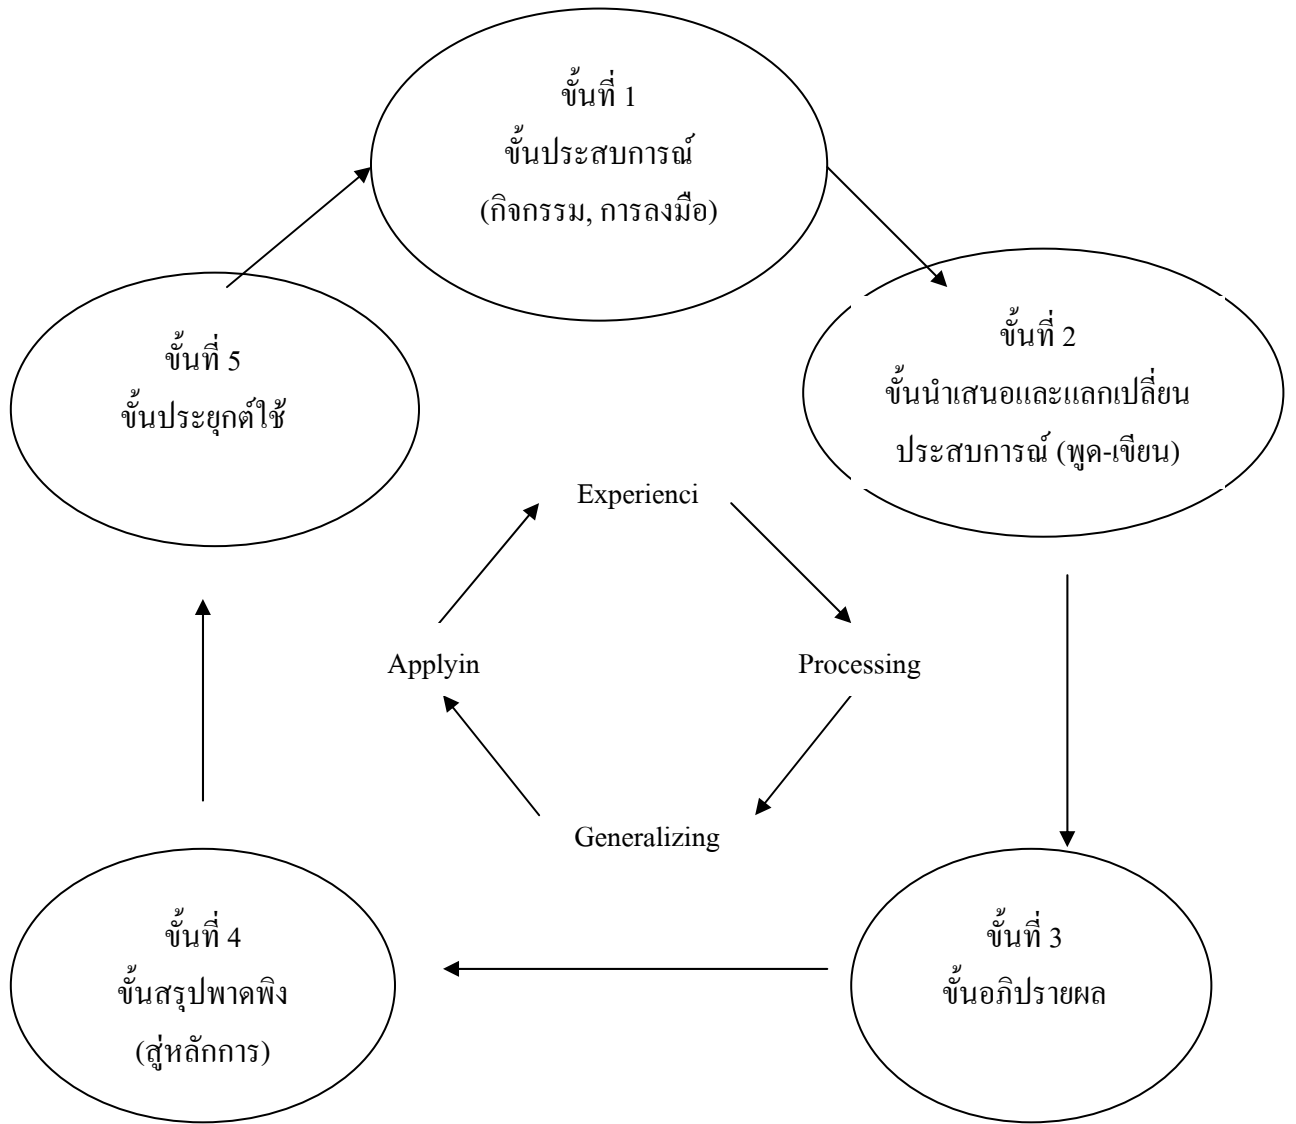 ขั้นที่ 1
ขั้นประสบการณ์
(กิจกรรม, การลงมือ)
ขั้นที่ 2
ขั้นนำเสนอและแลกเปลี่ยน
ประสบการณ์ (พูด-เขียน)
ขั้นที่ 5
ขั้นประยุกต์ใช้
Experienci
Applyin
Processing
Generalizing
ขั้นที่ 4
ขั้นสรุปพาดพิง
(สู่หลักการ)
ขั้นที่ 3
ขั้นอภิปรายผล